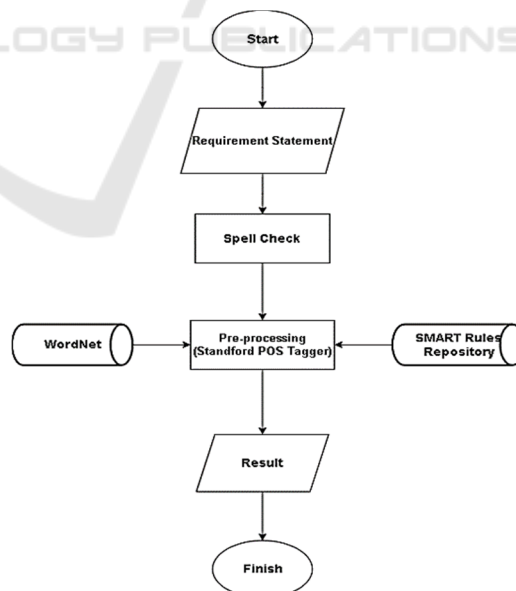 LOGY PUBLICATIONS
Start
Requirement Statement
Spell Check
WordNet
Pre-processing
(Standford POS Tagger)
SMART Rules
Repository
Result
Finish